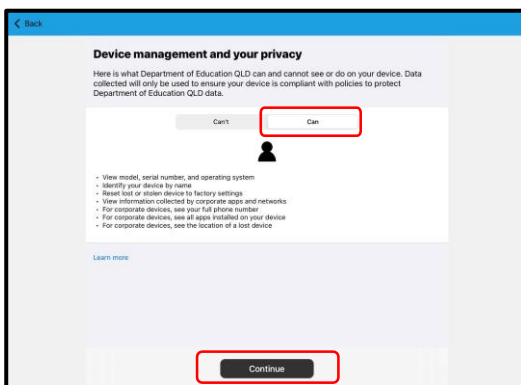 Back
Device management and your privacy
Here is what Department of Education QLD can and cannot see or do on your device. Data
collected will only be used to ensure your device is compliant with policies to protect
Department of Education QLD data.
Can't Can
- View model, serial number, and operating system
- Identify your device by name
- Reset lost or stolen device to factory settings
- View information collected by corporate apps and networks
- For corporate devices, see your full phone number
- For corporate devices, see all apps installed on your device
- For corporate devices, see the location of a lost device
Learn more
Continue